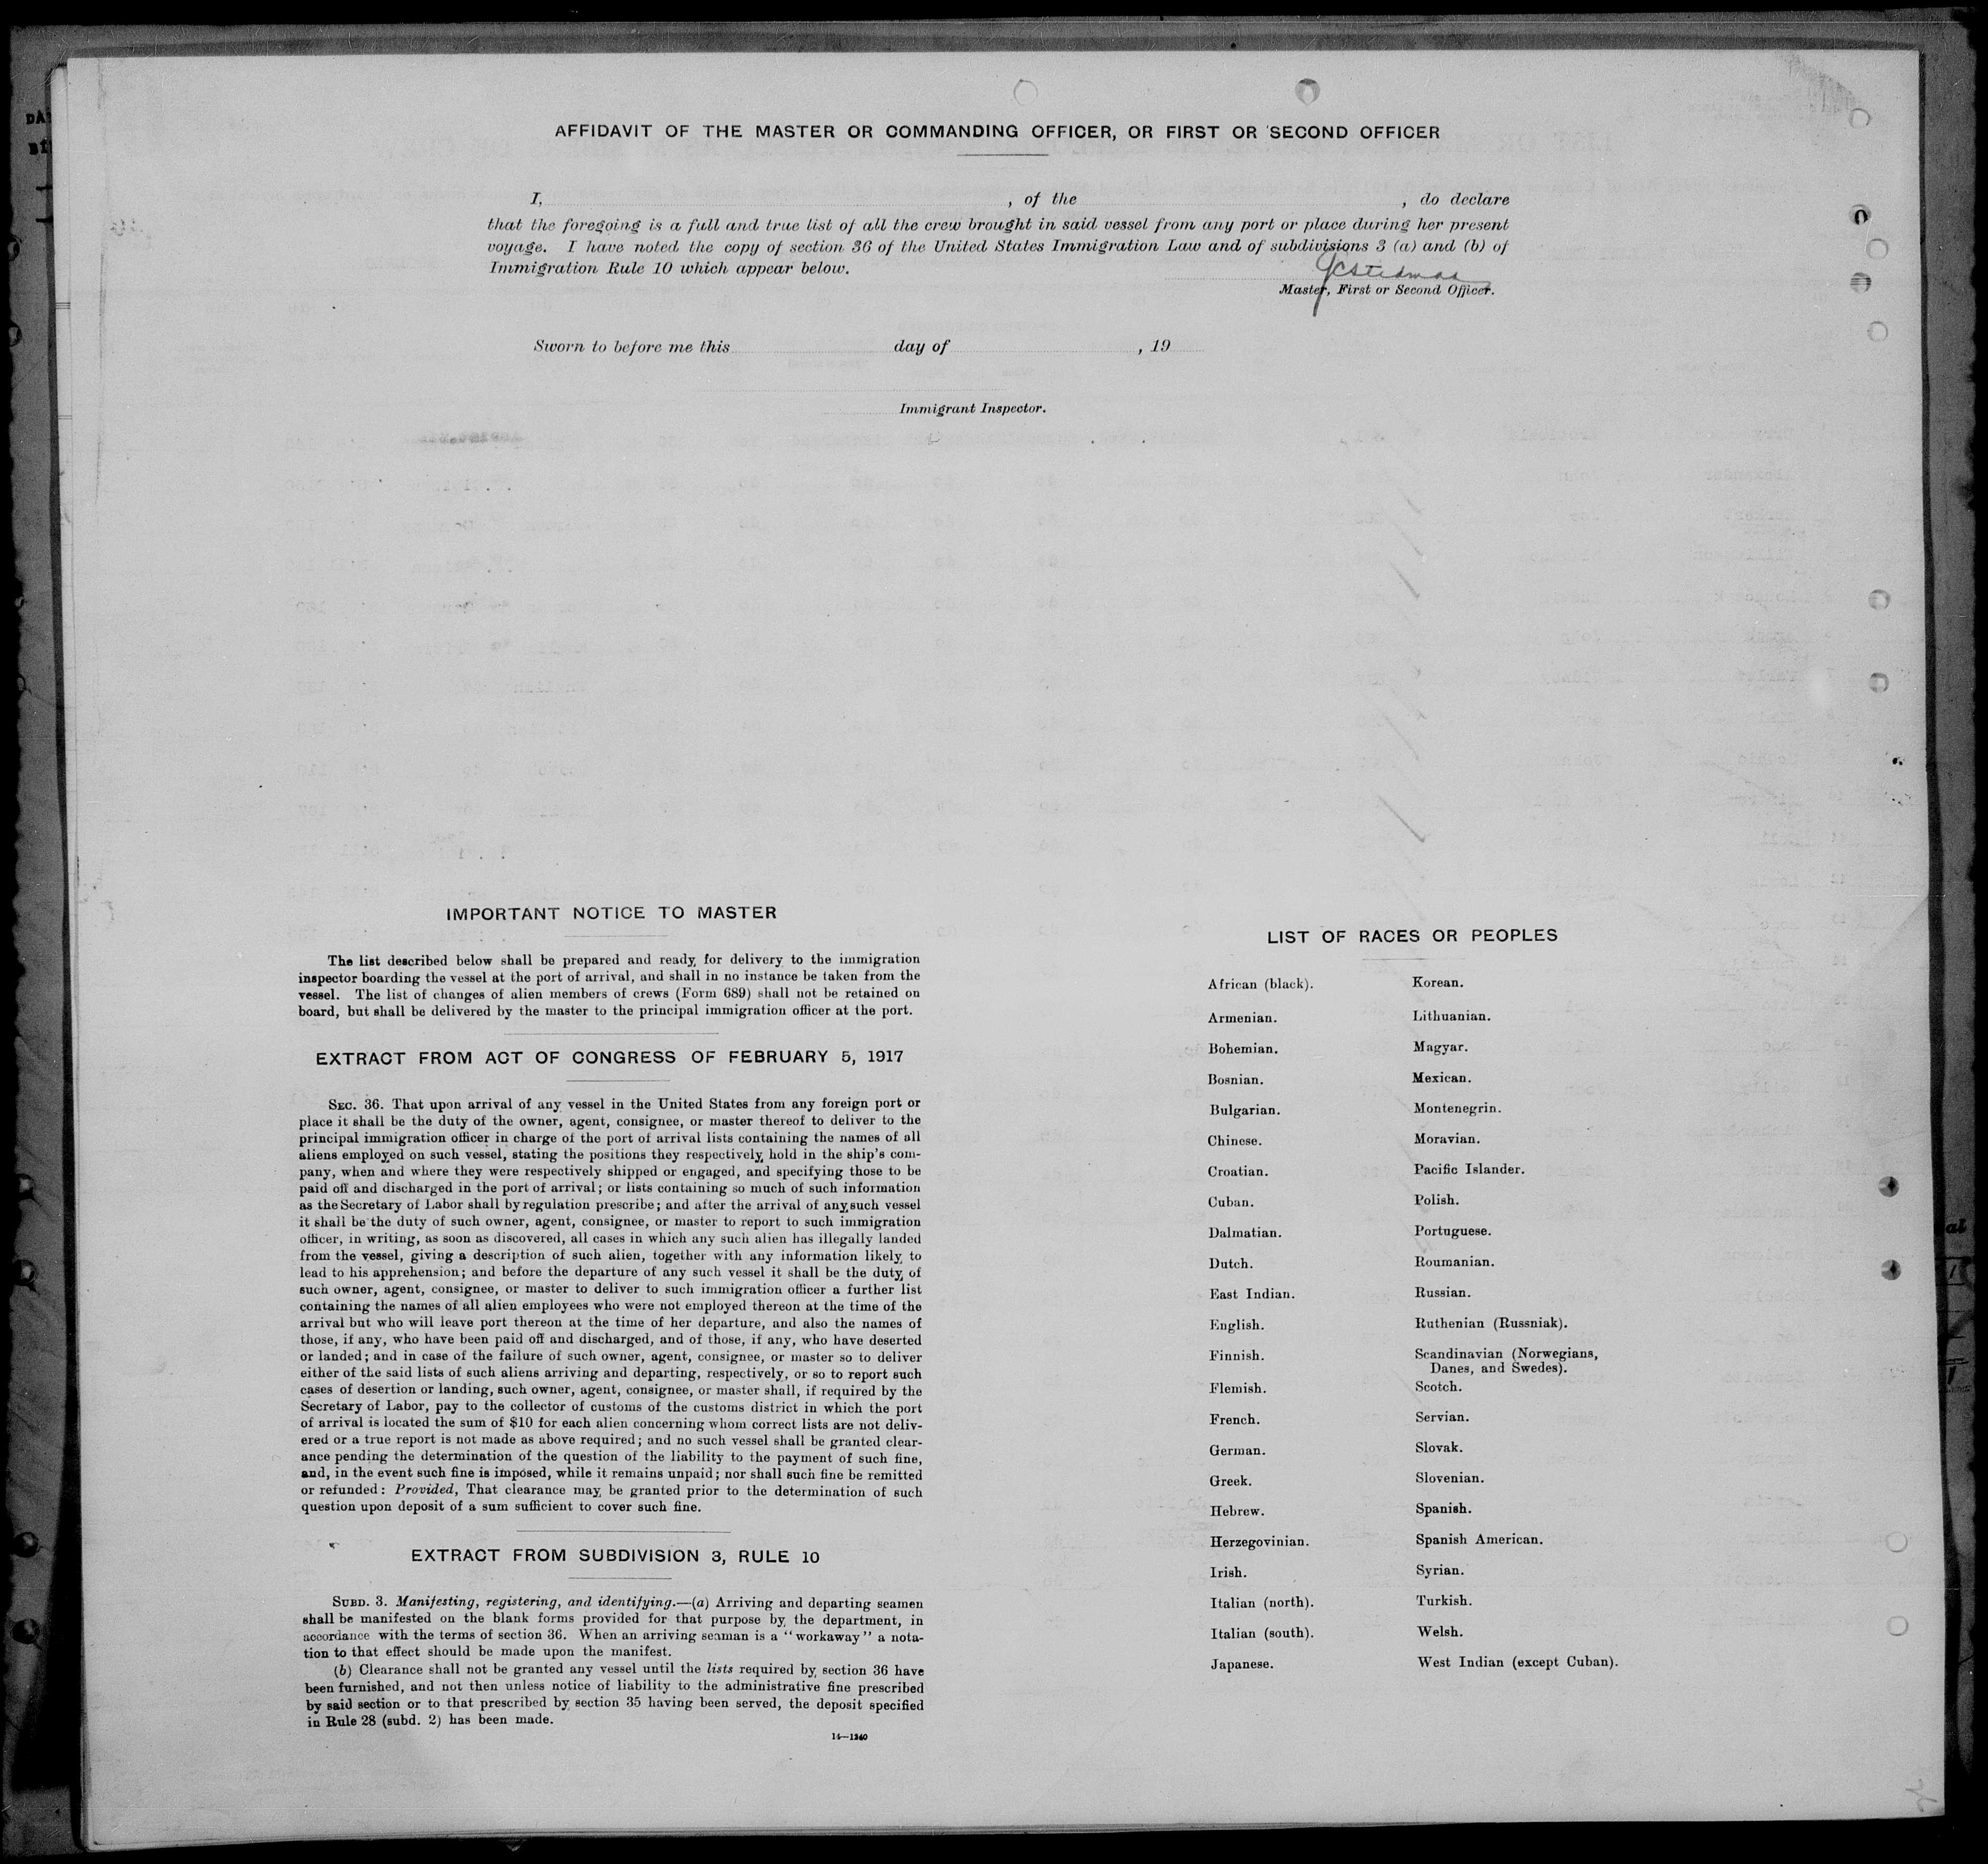 AFFIDAVIT OF THE MASTER OR COMMANDING OFFICER, OR FIRST OR SECOND OFFICER
I, , of the , do declare
that the foregoing is a full and true list of all the crew brought in said vessel from any port or place during her present
voyage. I have noted the copy of section 36 of the United States Immigration Law and of subdivisions 3 (a) and (b) of
Immigration Rule 10 which appear below.
Master, First or Second Officer.
Sworn to before me this day of , 19
Immigrant Inspector.
IMPORTANT NOTICE TO MASTER
The list described below shall be prepared and ready for delivery to the immigration
inspector boarding the vessel at the port of arrival, and shall in no instance be taken from the
vessel. The list of changes of alien members of crews (Form 689) shall not be retained on
board, but shall be delivered by the master to the principal immigration officer at the port.
EXTRACT FROM ACT OF CONGRESS OF FEBRUARY 5, 1917
SEC. 36. That upon arrival of any vessel in the United States from any foreign port or
place it shall be the duty of the owner, agent, consignee, or master thereof to deliver to the
principal immigration officer in charge of the port of arrival lists containing the names of all
aliens employed on such vessel, stating the positions they respectively hold in the ship's com-
pany, when and where they were respectively shipped or engaged, and specifying those to be
paid off and discharged in the port of arrival; or lists containing so much of such information
as the Secretary of Labor shall by regulation prescribe; and after the arrival of any such vessel
it shall be the duty of such owner, agent, consignee, or master to report to such immigration
officer, in writing, as soon as discovered, all cases in which any such alien has illegally landed
from the vessel, giving a description of such alien, together with any information likely to
lead to his apprehension; and before the departure of any such vessel it shall be the duty of
such owner, agent, consignee, or master to deliver to such immigration officer a further list
containing the names of all alien employees who were not employed thereon at the time of the
arrival but who will leave port thereon at the time of her departure, and also the names of
those, if any, who have been paid off and discharged, and of those, if any, who have deserted
or landed; and in case of the failure of such owner, agent, consignee, or master so to deliver
either of the said lists of such aliens arriving and departing, respectively, or so to report such
cases of desertion or landing, such owner, agent, consignee, or master shall, if required by the
Secretary of Labor, pay to the collector of customs of the customs district in which the port
of arrival is located the sum of $10 for each alien concerning whom correct lists are not deliv-
ered or a true report is not made as above required; and no such vessel shall be granted clear-
ance pending the determination of the question of the liability to the payment of such fine,
and, in the event such fine is imposed, while it remains unpaid; nor shall such fine be remitted
or refunded: Provided, That clearance may be granted prior to the determination of such
question upon deposit of a sum sufficient to cover such fine.
EXTRACT FROM SUBDIVISION 3, RULE 10
SUBD. 3. Manifesting, registering, and identifying.—(a) Arriving and departing seamen
shall be manifested on the blank forms provided for that purpose by the department, in
accordance with the terms of section 36. When an arriving seaman is a "workaway" a nota-
tion to that effect should be made upon the manifest.
(b) Clearance shall not be granted any vessel until the lists required by section 36 have
been furnished, and not then unless notice of liability to the administrative fine prescribed
by said section or to that prescribed by section 35 having been served, the deposit specified
in Rule 28 (subd. 2) has been made.
14—1240
LIST OF RACES OR PEOPLES
African (black).
Armenian.
Bohemian.
Bosnian.
Bulgarian.
Chinese.
Croatian.
Cuban.
Dalmatian.
Dutch.
East Indian.
English.
Finnish.
Flemish.
French.
German.
Greek.
Hebrew.
Herzegovinian.
Irish.
Italian (north).
Italian (south).
Japanese.
Korean.
Lithuanian.
Magyar.
Mexican.
Montenegrin.
Moravian.
Pacific Islander.
Polish.
Portuguese.
Roumanian.
Russian.
Ruthenian (Russniak).
Scandinavian (Norwegians,
Danes, and Swedes).
Scotch.
Servian.
Slovak.
Slovenian.
Spanish.
Spanish American.
Syrian.
Turkish.
Welsh.
West Indian (except Cuban).